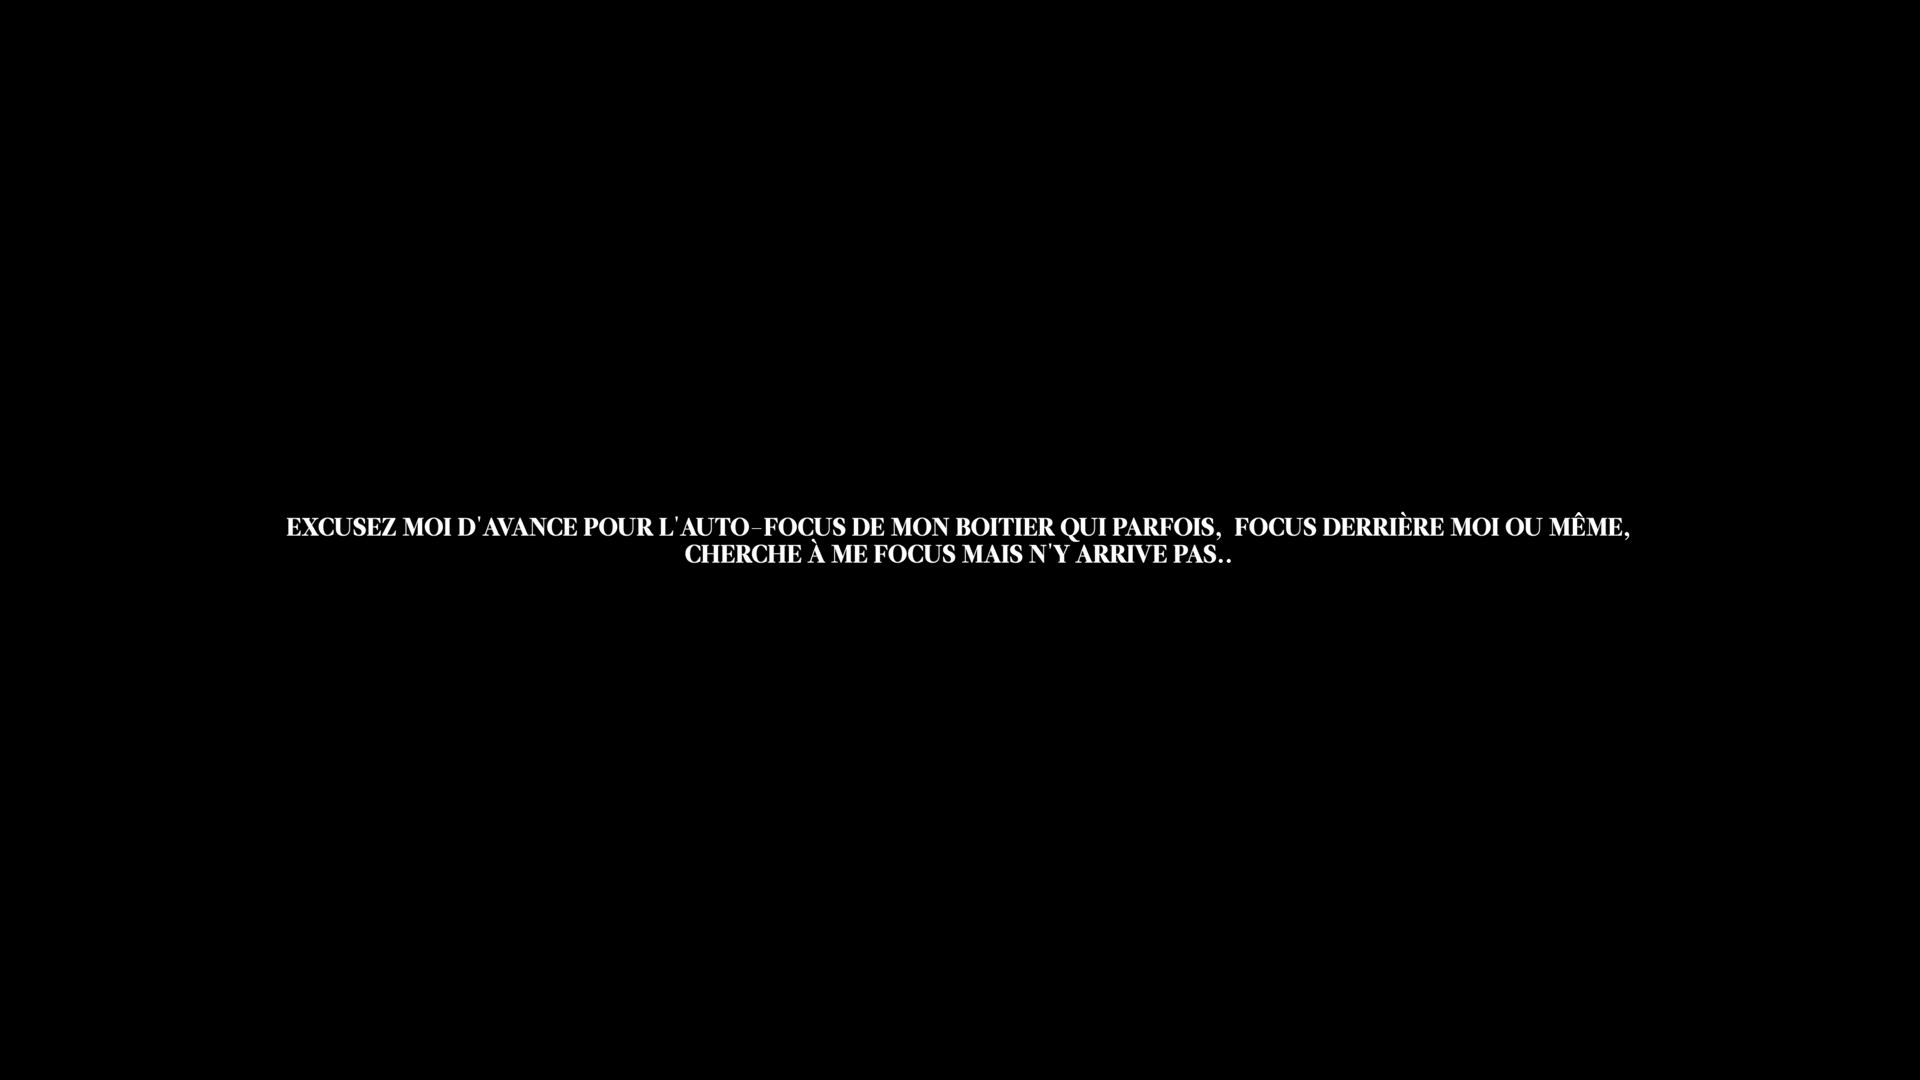 EXCUSEZ MOI D'AVANCE POUR L'AUTO-FOCUS DE MON BOITIER QUI PARFOIS,  FOCUS DERRIÈRE MOI OU MÊME,
CHERCHE À ME FOCUS MAIS N'Y ARRIVE PAS..